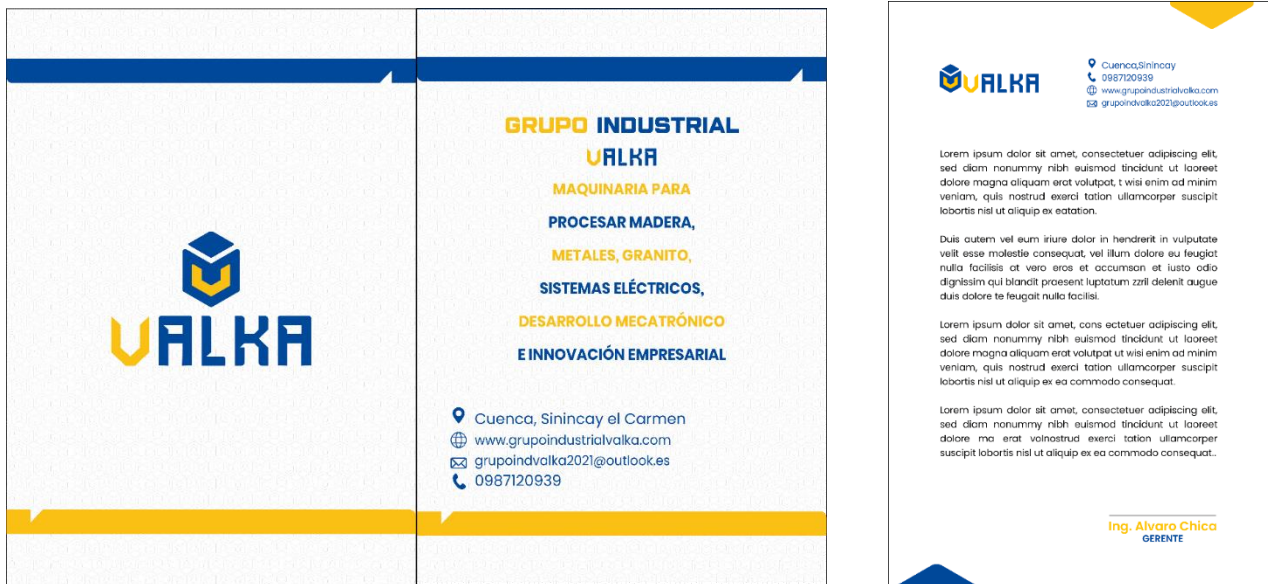 VALKA
GRUPO INDUSTRIAL
VALKA
MAQUINARIA PARA
PROCESAR MADERA,
METALES, GRANITO,
SISTEMAS ELÉCTRICOS,
DESARROLLO MECATRÓNICO
E INNOVACIÓN EMPRESARIAL
Cuenca, Sinincay el Carmen
www.grupoindustrialvalka.com
grupoindvalka2021@outlook.es
0987120939
VALKA
Cuenca,Sinincay
0987120939
www.grupoindustrialvalka.com
grupoindvalka2021@outlook.es
Lorem ipsum dolor sit amet, consectetuer adipiscing elit,
sed diam nonummy nibh euismod tincidunt ut laoreet
dolore magna aliquam erat volutpat, t wisi enim ad minim
veniam, quis nostrud exerci tation ullamcorper suscipit
lobortis nisl ut aliquip ex eatation.
Duis autem vel eum iriure dolor in hendrerit in vulputate
velit esse molestie consequat, vel illum dolore eu feugiat
nulla facilisis at vero eros et accumsan et iusto odio
dignissim qui blandit praesent luptatum zzril delenit augue
duis dolore te feugait nulla facilisi.
Lorem ipsum dolor sit amet, cons ectetuer adipiscing elit,
sed diam nonummy nibh euismod tincidunt ut laoreet
dolore magna aliquam erat volutpat ut wisi enim ad minim
veniam, quis nostrud exerci tation ullamcorper suscipit
lobortis nisl ut aliquip ex ea commodo consequat.
Lorem ipsum dolor sit amet, consectetuer adipiscing elit,
sed diam nonummy nibh euismod tincidunt ut laoreet
dolore ma erat volnostrud exerci tation ullamcorper
suscipit lobortis nisl ut aliquip ex ea commodo consequat..
Ing. Alvaro Chica
GERENTE